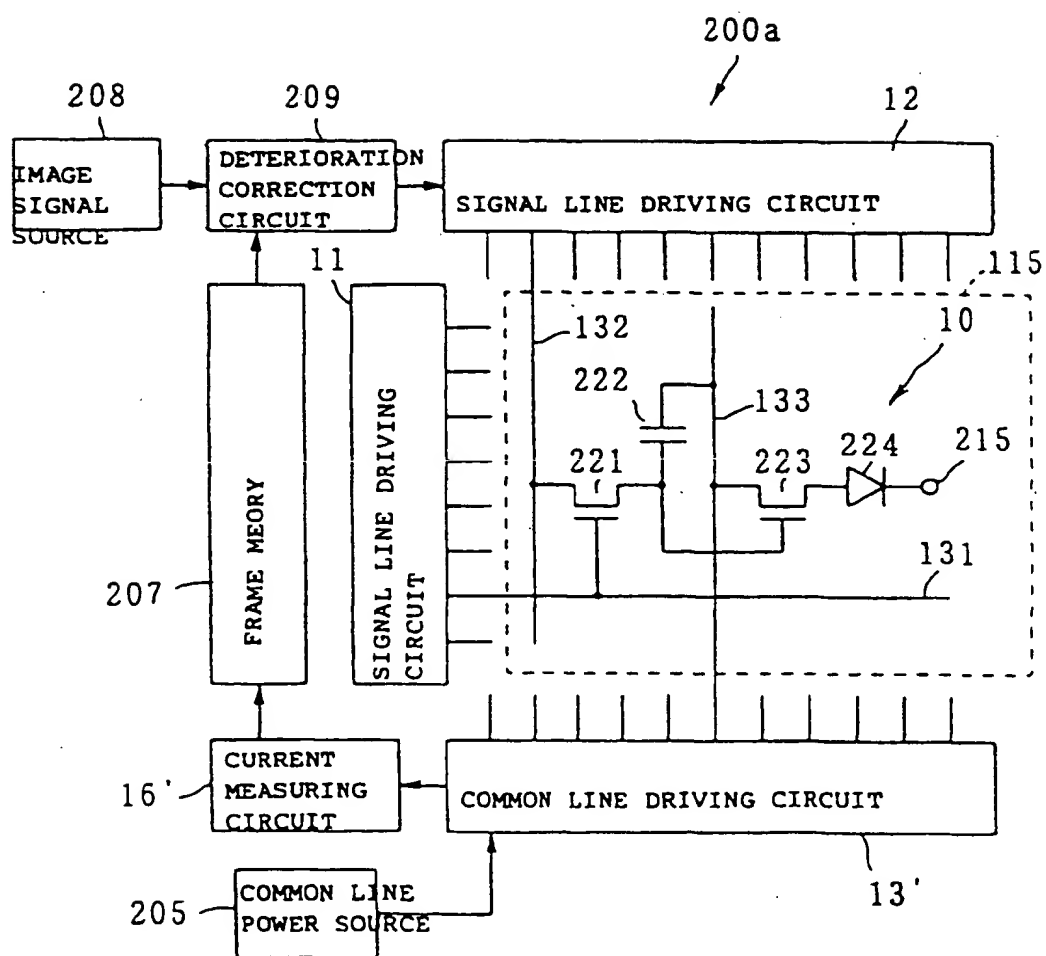 200a
208
209
12
IMAGE
SIGNAL
SOURCE
DETERIORATION
CORRECTION
CIRCUIT
SIGNAL LINE DRIVING CIRCUIT
11
115
132
10
222
133
224
215
221
223
SIGNAL LINE DRIVING
CIRCUIT
FRAME MEORY
207
131
CURRENT
MEASURING
CIRCUIT
16'
COMMON LINE DRIVING CIRCUIT
13'
205
COMMON LINE
POWER SOURCE